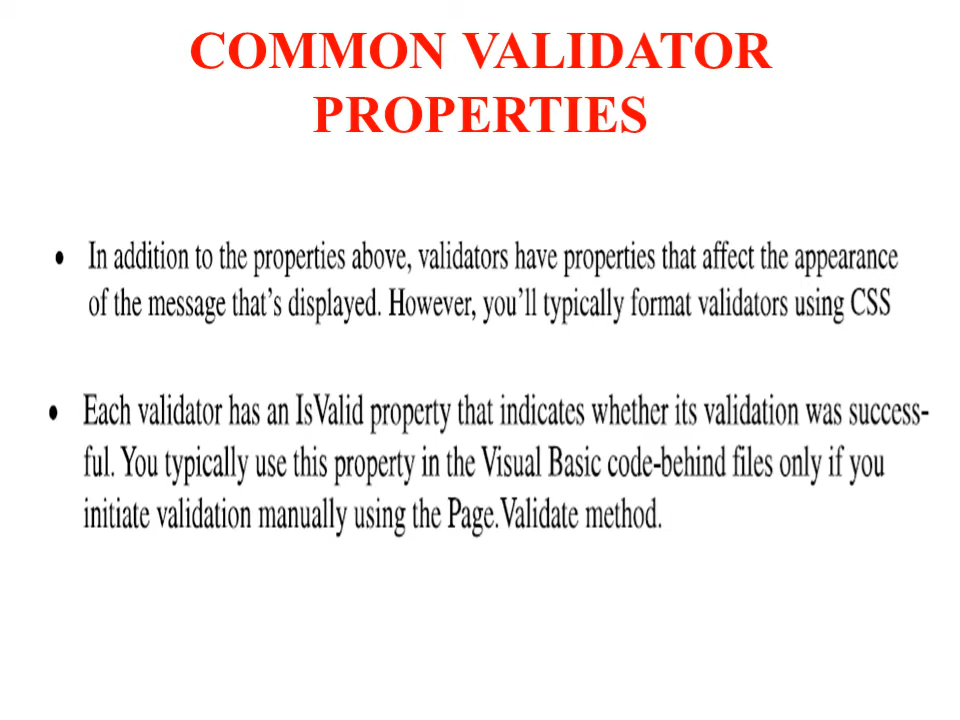 COMMON VALIDATOR
PROPERTIES
• In addition to the properties above, validators have properties that affect the appearance
of the message that’s displayed. However, you’ll typically format validators using CSS
• Each validator has an IsValid property that indicates whether its validation was success-
ful. You typically use this property in the Visual Basic code-behind files only if you
initiate validation manually using the Page.Validate method.